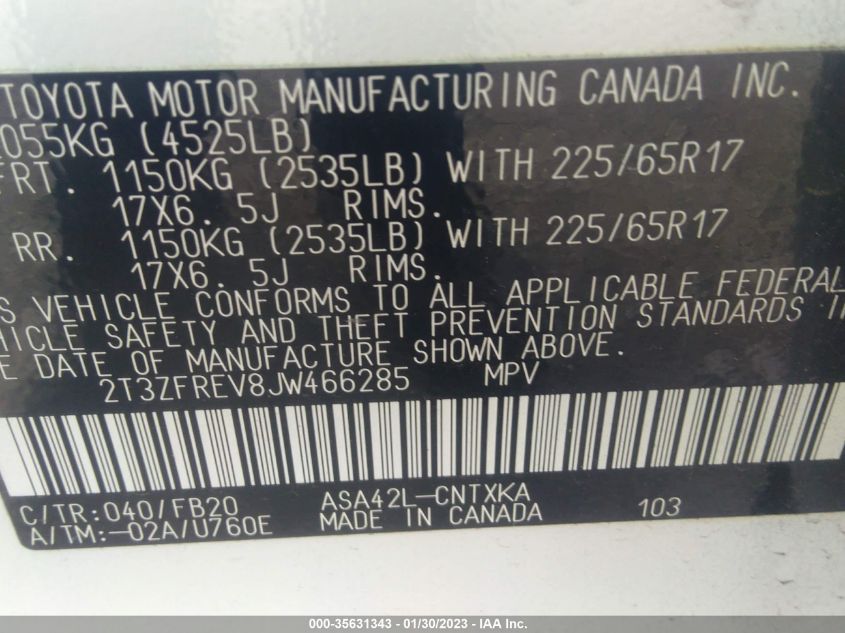 TOYOTA MOTOR MANUFACTURING CANADA INC.
2055KG (4525LB)
FRT. 1150KG (2535LB) WITH 225/65R17
17X6. 5J RIMS.
RR. 1150KG (2535LB) WITH 225/65R17
17X6. 5J RIMS.
S VEHICLE CONFORMS TO ALL APPLICABLE FEDERAL
HICLE SAFETY AND THEFT PREVENTION STANDARDS I
E DATE OF MANUFACTURE SHOWN ABOVE.
2T3ZFREV8JW466285 MPV
C/TR:040/FB20 ASA42L-CNTXKA 103
A/TM:-02A/U760E MADE IN CANADA
000-35631343 - 01/30/2023 - IAA Inc.